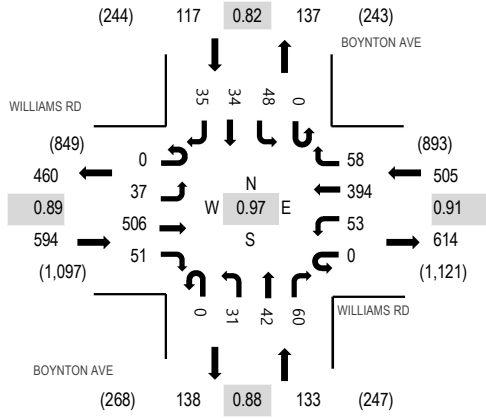 (244) 117 0.82 137 (243)
BOYNTON AVE
35 34 48 0
WILLIAMS RD
(849) (893)
0 58
460 505
37 394
N
0.89 W 0.97 E 0.91
506 53
S
594 614
51 0
(1,097) (1,121)
0 31 42 60
WILLIAMS RD
BOYNTON AVE
(268) 138 0.88 133 (247)